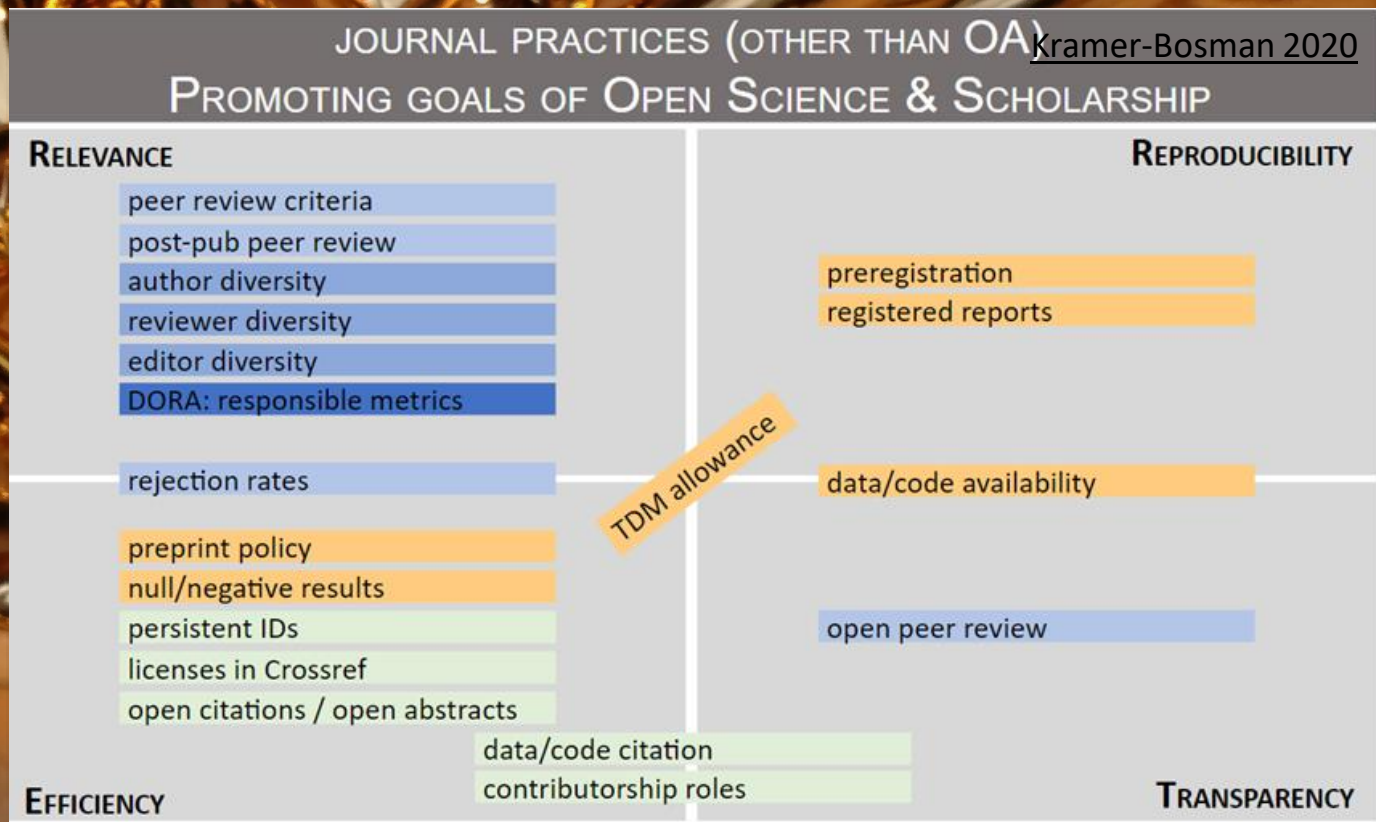 JOURNAL PRACTICES (OTHER THAN OA)
Kramer-Bosman 2020
PROMOTING GOALS OF OPEN SCIENCE & SCHOLARSHIP
RELEVANCE
REPRODUCIBILITY
peer review criteria
post-pub peer review
author diversity
reviewer diversity
editor diversity
DORA: responsible metrics
preregistration
registered reports
TDM allowance
rejection rates
data/code availability
preprint policy
null/negative results
persistent IDs
licenses in Crossref
open citations / open abstracts
open peer review
data/code citation
contributorship roles
EFFICIENCY
TRANSPARENCY